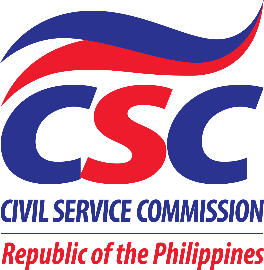 CSC
CIVIL SERVICE COMMISSION
Republic of the Philippines